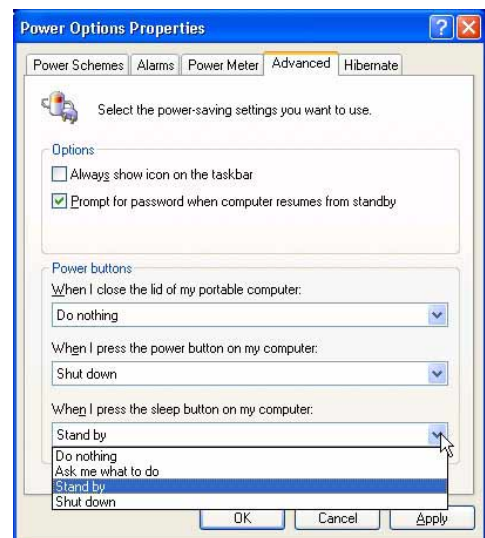 Power Options Properties
Power Schemes Alarms Power Meter Advanced Hibernate
Select the power-saving settings you want to use.
Options
Always show icon on the taskbar
Prompt for password when computer resumes from standby
Power buttons
When I close the lid of my portable computer:
Do nothing
When I press the power button on my computer:
Shut down
When I press the sleep button on my computer:
Stand by
Do nothing
Ask me what to do
Stand by
Shut down
OK Cancel Apply